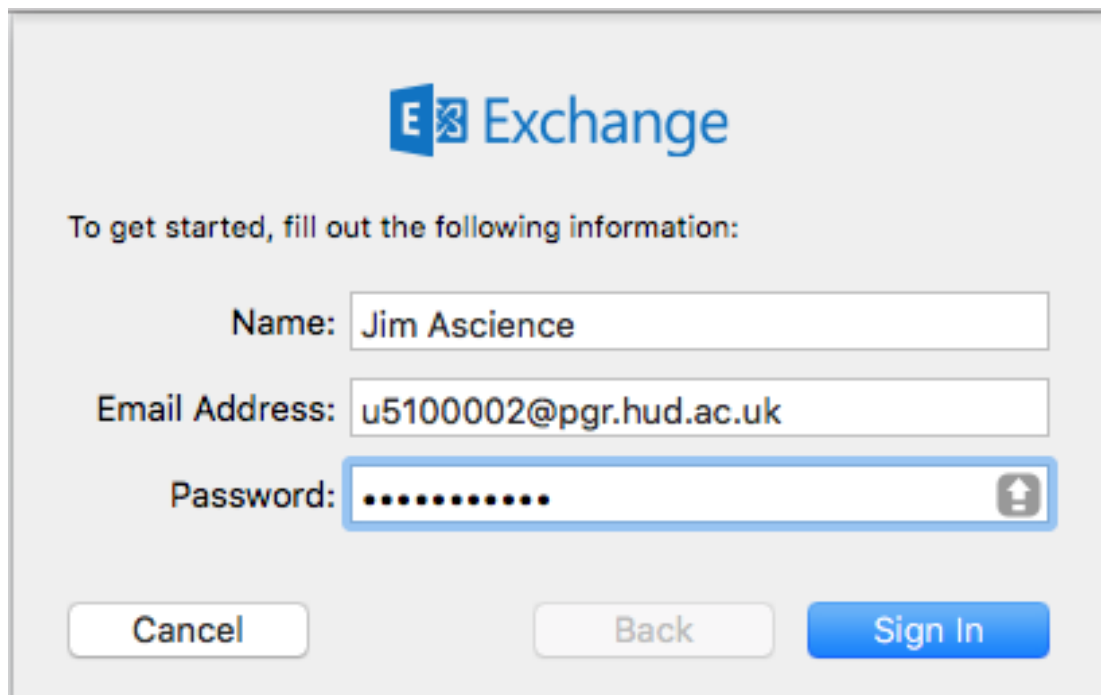 E Exchange
To get started, fill out the following information:
Name: Jim Ascience
Email Address: u5100002@pgr.hud.ac.uk
Password: •••••••••••
Cancel Back Sign In